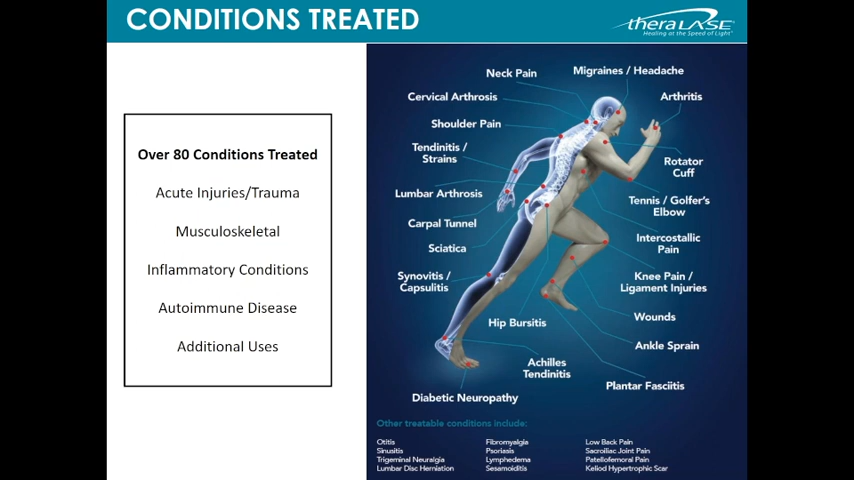 CONDITIONS TREATED
theraLASE
Healing at the Speed of Light
Over 80 Conditions Treated
Acute Injuries/Trauma
Musculoskeletal
Inflammatory Conditions
Autoimmune Disease
Additional Uses
Neck Pain
Migraines / Headache
Cervical Arthrosis
Arthritis
Shoulder Pain
Tendinitis /
Strains
Rotator
Cuff
Lumbar Arthrosis
Tennis / Golfer's
Elbow
Carpal Tunnel
Intercostallic
Pain
Sciatica
Synovitis /
Capsulitis
Knee Pain /
Ligament Injuries
Hip Bursitis
Wounds
Ankle Sprain
Achilles
Tendinitis
Plantar Fasciitis
Diabetic Neuropathy
Other treatable conditions include:
Otitis
Sinusitis
Trigeminal Neuralgia
Lumbar Disc Herniation
Fibromyalgia
Psoriasis
Lymphedema
Sesamoiditis
Low Back Pain
Sacroiliac Joint Pain
Patellofemoral Pain
Keliod Hypertrophic Scar